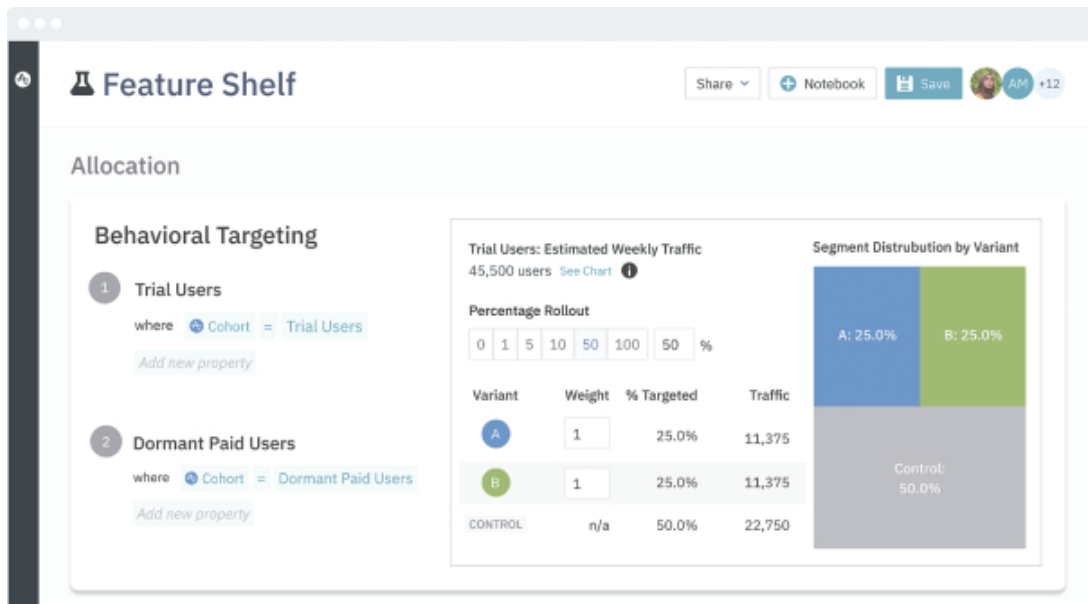 Feature Shelf
Share
Notebook
Save
AM
+12
Allocation
Behavioral Targeting
1
Trial Users
where Cohort = Trial Users
Add new property
2
Dormant Paid Users
where Cohort = Dormant Paid Users
Add new property
Trial Users: Estimated Weekly Traffic
45,500 users See Chart i
Percentage Rollout
0 1 5 10 50 100 50 %
Variant Weight % Targeted Traffic
A 1 25.0% 11,375
B 1 25.0% 11,375
CONTROL n/a 50.0% 22,750
Segment Distrubution by Variant
A: 25.0% B: 25.0%
Control:
50.0%